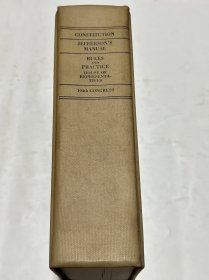 CONSTITUTION
JEFFERSON'S
MANUAL
RULES
AND
PRACTICE
HOUSE OF
REPRESENTA-
TIVES
CONGRESS